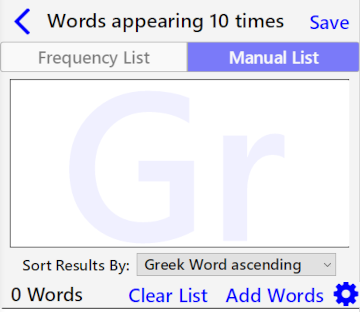 Words appearing 10 times Save
Frequency List Manual List
Gr
Sort Results By: Greek Word ascending
0 Words Clear List Add Words